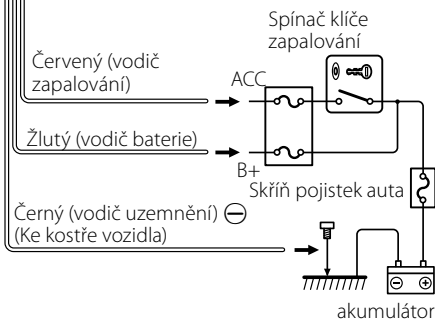 Spínač klíče
zapalování
Červený (vodič
zapalování)
ACC
Žlutý (vodič baterie)
B+
Skříň pojistek auta
Černý (vodič uzemnění) ⊖
(Ke kostře vozidla)
⊖ ⊕
akumulátor